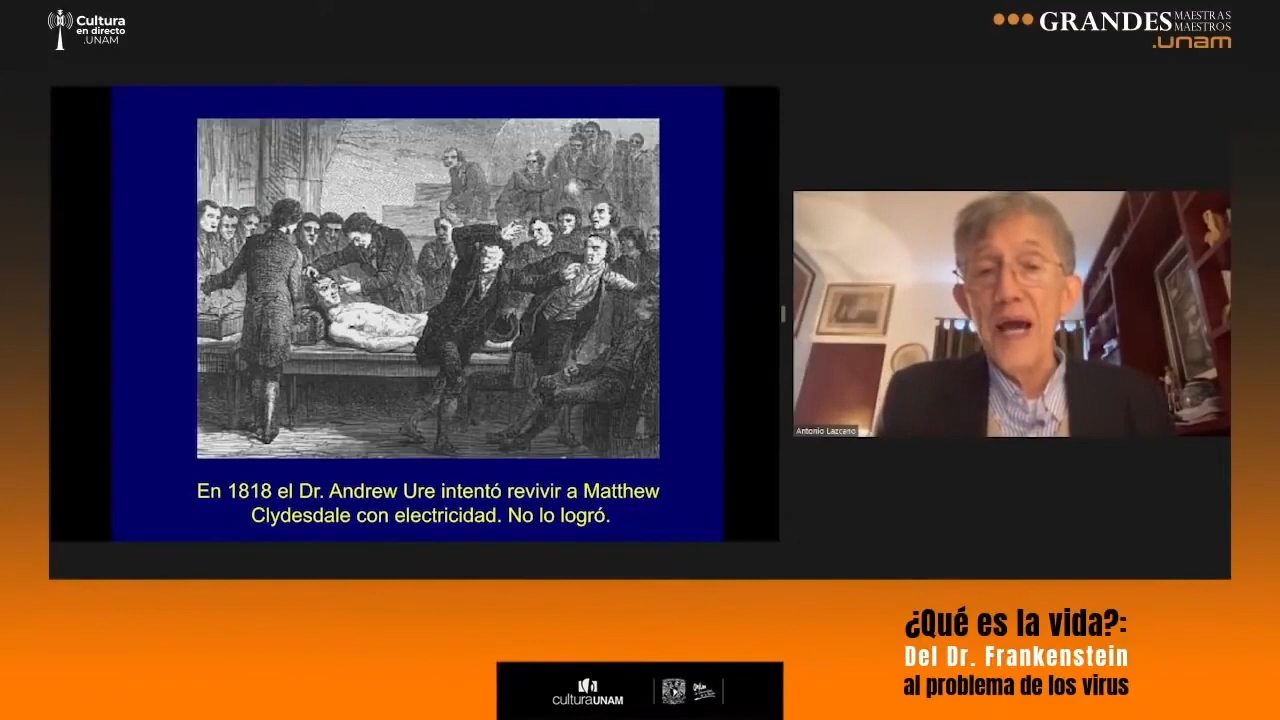 Cultura
en directo
.UNAM
GRANDES MAESTRAS
MAESTROS
.unam
En 1818 el Dr. Andrew Ure intentó revivir a Matthew
Clydesdale con electricidad. No lo logró.
Antonio Lazcano
¿Qué es la vida?:
Del Dr. Frankenstein
al problema de los virus
culturaUNAM